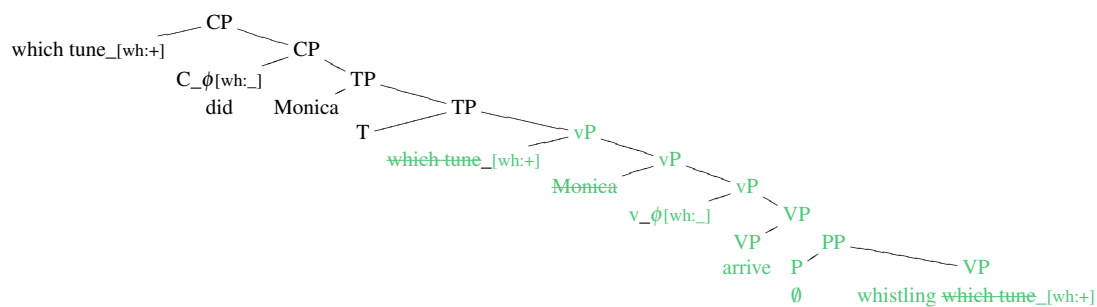 CP
which tune_[wh:+] CP
C_ϕ[wh:_] TP
did Monica TP
T vP
which tune_[wh:+] vP
Monica vP
v_ϕ[wh:_] VP
VP PP
arrive P VP
∅ whistling which tune_[wh:+]